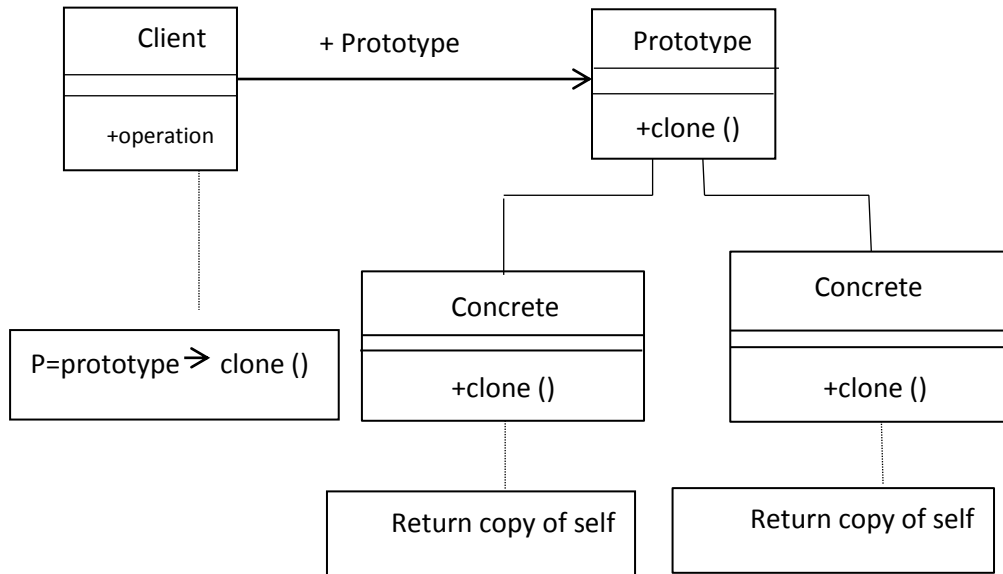 Client
+ Prototype
Prototype
+operation
+clone ()
Concrete
Concrete
P=prototype → clone ()
+clone ()
+clone ()
Return copy of self
Return copy of self